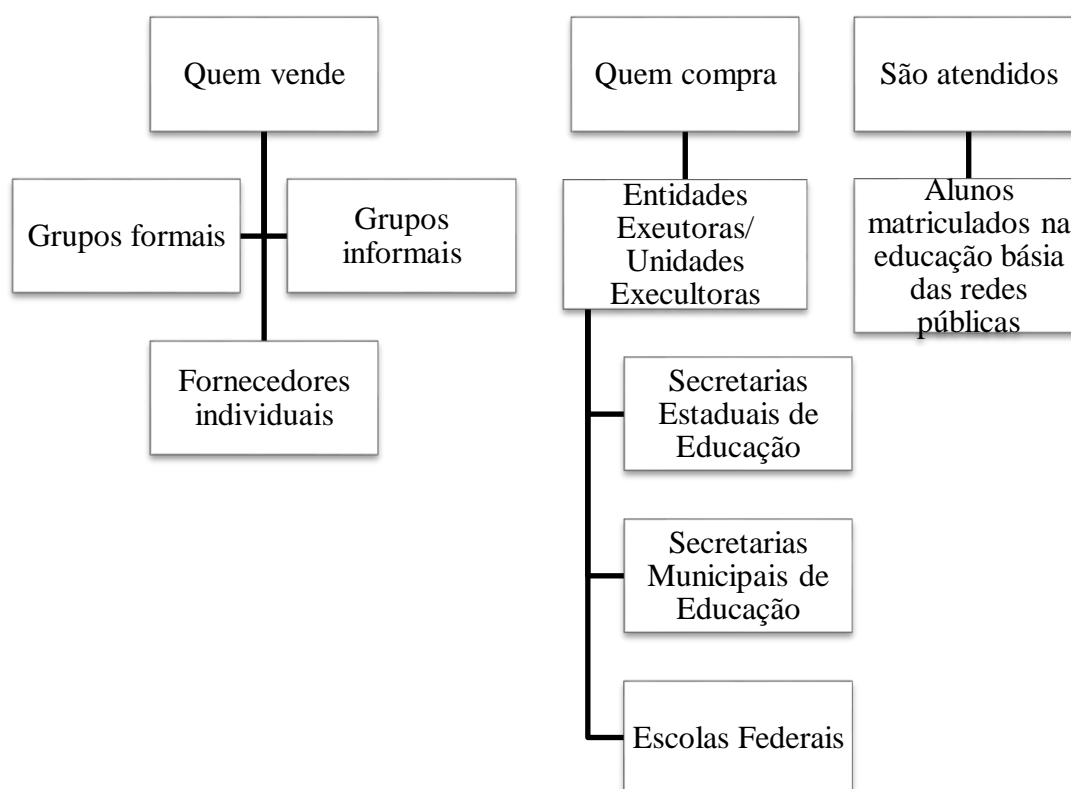 Quem vende
Grupos formais
Grupos
informais
Fornecedores
individuais
Quem compra
Entidades
Exeutoras/
Unidades
Execultoras
Secretarias
Estaduais de
Educação
Secretarias
Municipais de
Educação
Escolas Federais
São atendidos
Alunos
matriculados na
educação básia
das redes
públicas